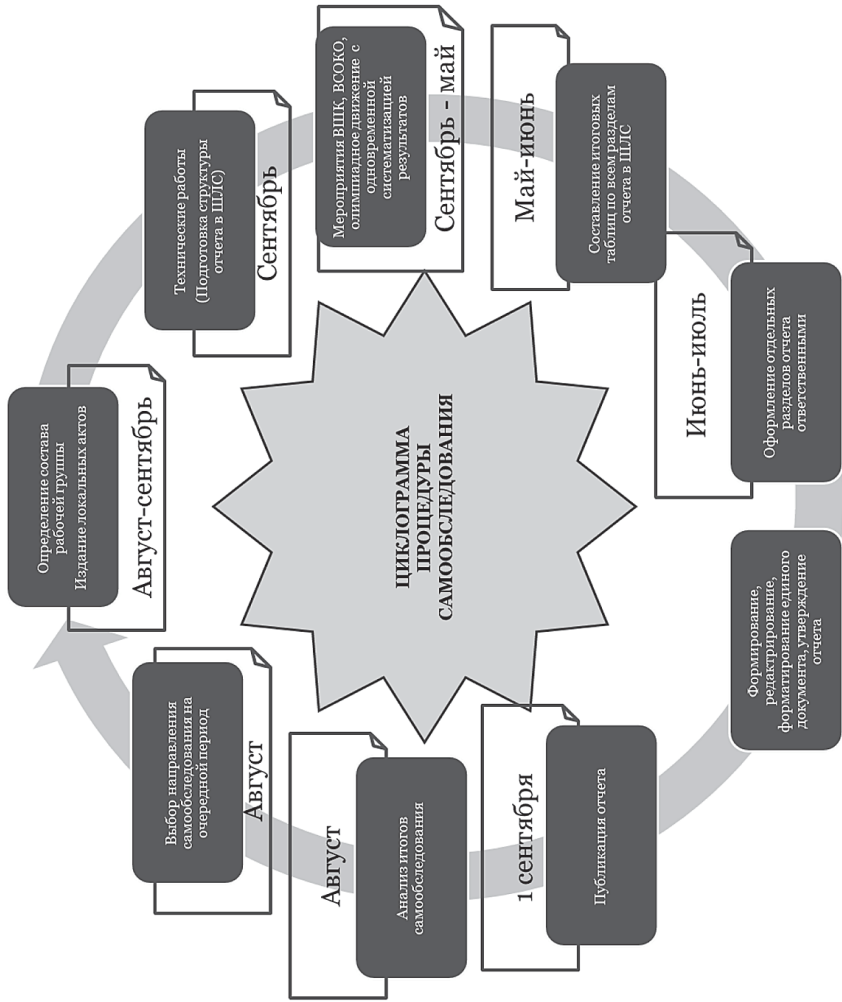 ЦИКЛОГРАММА
ПРОЦЕДУРЫ
САМООБСЛЕДОВАНИЯ
Определение состава
рабочей группы
Издание локальных актов
Август-сентябрь
Технические работы
(Подготовка структуры
отчета в ШЛС)
Сентябрь
Мероприятия ВШК, ВСОКО,
олимпиадное движение с
одновременной
систематизацией
результатов
Сентябрь - май
Май-июнь
Составление итоговых
таблиц по всем разделам
отчета в ШЛС
Июнь-июль
Оформление отдельных
разделов отчета
ответственными
Формирование,
редактрирование,
форматирование единого
документа, утверждение
отчета
1 сентября
Публикация отчета
Август
Анализ итогов
самообследования
Выбор направления
самообследования на
очередной период
Август